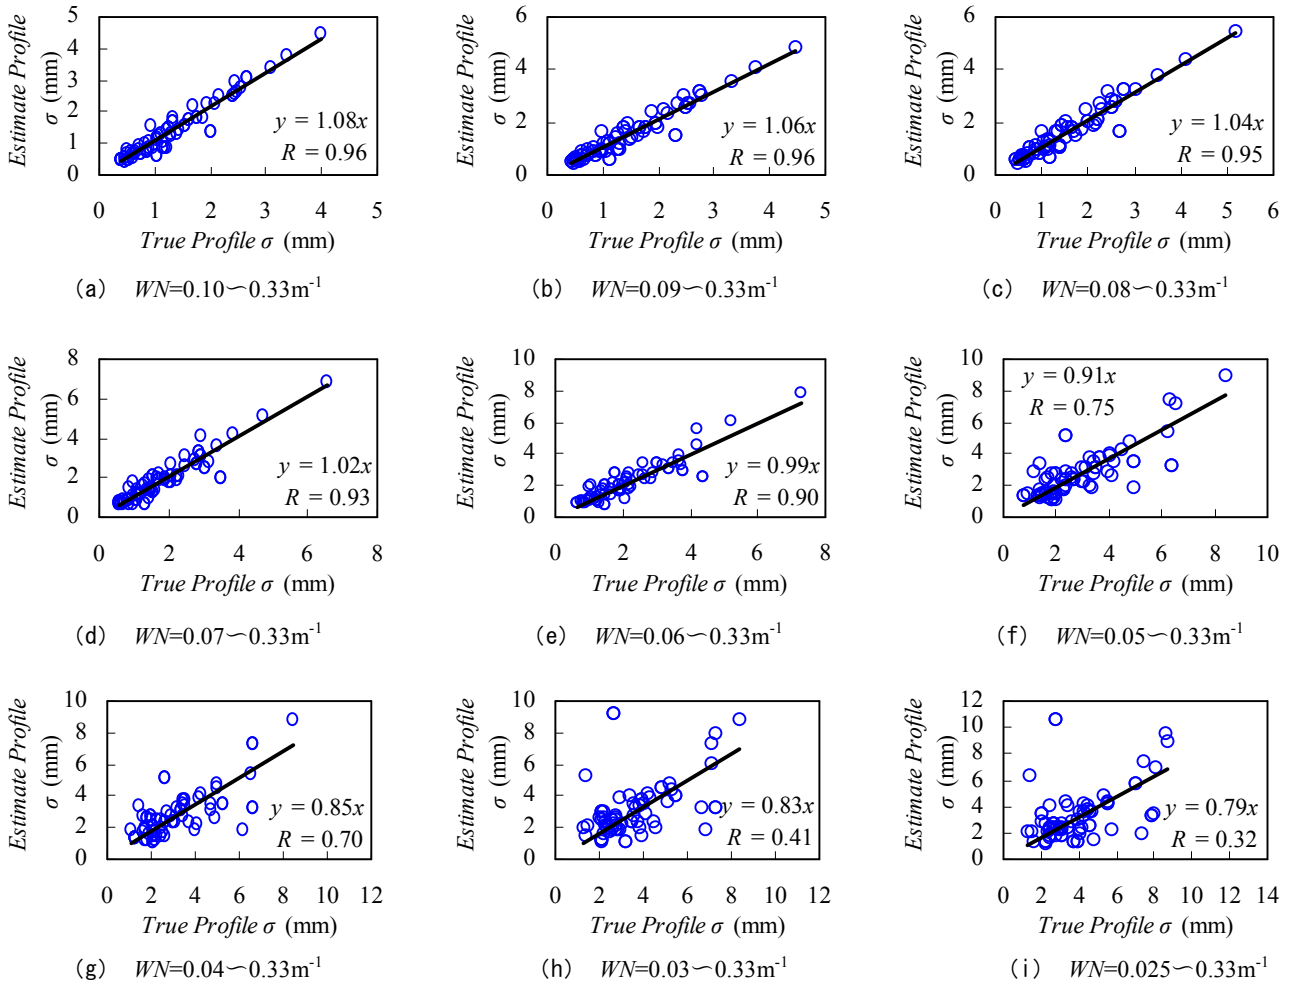 Estimate Profile
σ (mm)
5
4
3
2
1
0
y = 1.08x
R = 0.96
0 1 2 3 4 5
True Profile σ (mm)
(a) WN=0.10～0.33m⁻¹
Estimate Profile
σ (mm)
6
4
2
0
y = 1.06x
R = 0.96
0 1 2 3 4 5
True Profile σ (mm)
(b) WN=0.09～0.33m⁻¹
Estimate Profile
σ (mm)
6
4
2
0
y = 1.04x
R = 0.95
0 1 2 3 4 5 6
True Profile σ (mm)
(c) WN=0.08～0.33m⁻¹
Estimate Profile
σ (mm)
8
6
4
2
0
y = 1.02x
R = 0.93
0 2 4 6 8
True Profile σ (mm)
(d) WN=0.07～0.33m⁻¹
Estimate Profile
σ (mm)
10
8
6
4
2
0
y = 0.99x
R = 0.90
0 2 4 6 8
True Profile σ (mm)
(e) WN=0.06～0.33m⁻¹
Estimate Profile
σ (mm)
10
8
6
4
2
0
y = 0.91x
R = 0.75
0 2 4 6 8 10
True Profile σ (mm)
(f) WN=0.05～0.33m⁻¹
Estimate Profile
σ (mm)
10
8
6
4
2
0
y = 0.85x
R = 0.70
0 2 4 6 8 10 12
True Profile σ (mm)
(g) WN=0.04～0.33m⁻¹
Estimate Profile
σ (mm)
10
8
6
4
2
0
y = 0.83x
R = 0.41
0 2 4 6 8 10 12
True Profile σ (mm)
(h) WN=0.03～0.33m⁻¹
Estimate Profile
σ (mm)
12
10
8
6
4
2
0
y = 0.79x
R = 0.32
0 2 4 6 8 10 12 14
True Profile σ (mm)
(i) WN=0.025～0.33m⁻¹